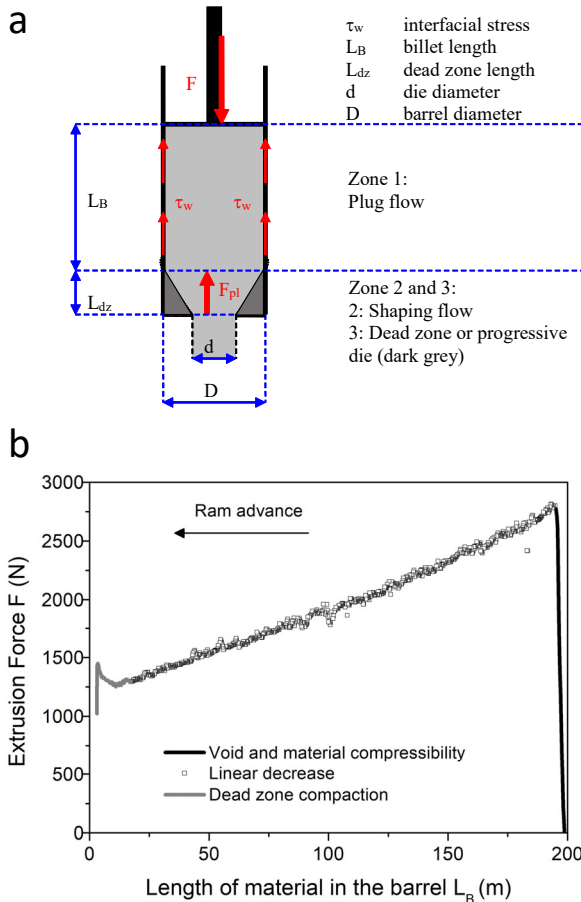 a
F
τw interfacial stress
LB billet length
Ldz dead zone length
d die diameter
D barrel diameter
LB
τw τw
Zone 1:
Plug flow
Ldz
Fpl
Zone 2 and 3:
2: Shaping flow
3: Dead zone or progressive
die (dark grey)
d
D
b
3000
2500
2000
1500
1000
500
0
Extrusion Force F (N)
Ram advance
Void and material compressibility
Linear decrease
Dead zone compaction
0 50 100 150 200
Length of material in the barrel LB (m)